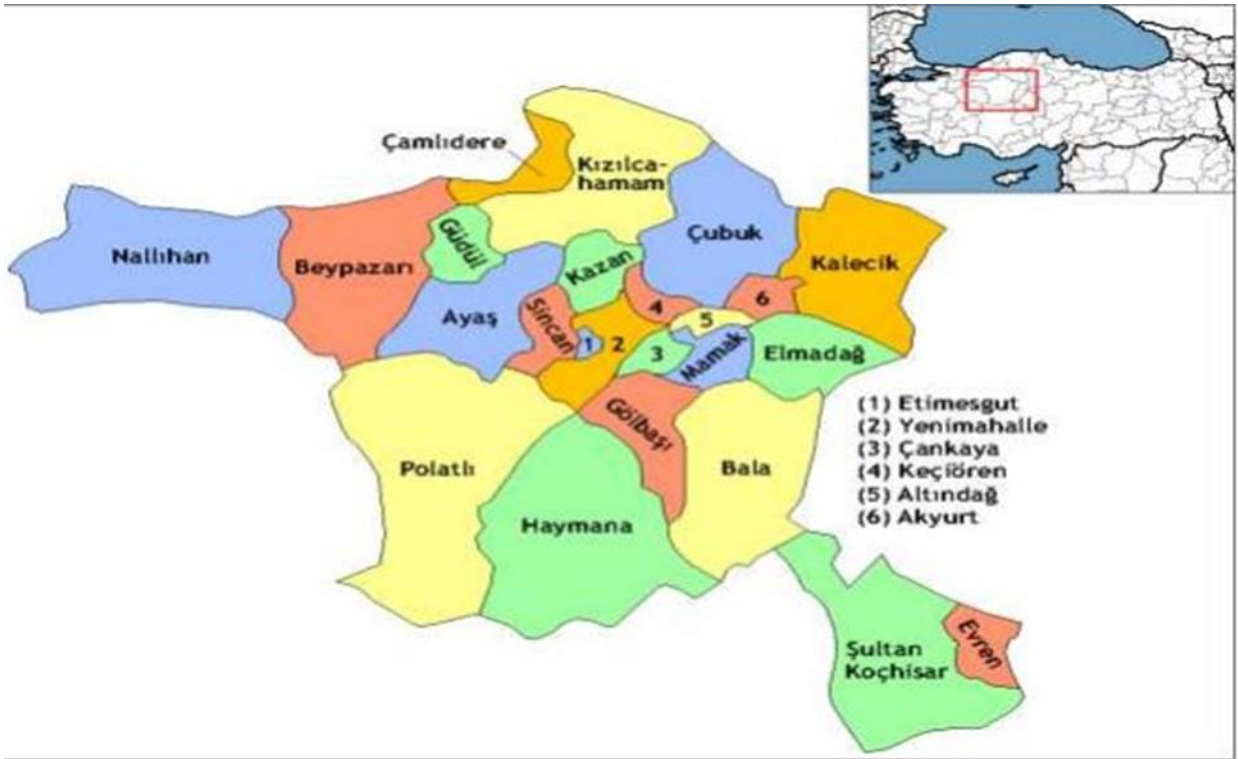 Çamlıdere
Kızılca-
hamam
Çubuk
Güdül
Nallıhan
Beypazarı
Kazan
Kalecik
Ayaş
Sincan
4
6
5
1
2
3
Mamak
Elmadağ
Gölbaşı
Polatlı
Bala
Haymana
(1) Etimesgut
(2) Yenimahalle
(3) Çankaya
(4) Keçiören
(5) Altındağ
(6) Akyurt
Şultan
Koçhisar
Evren